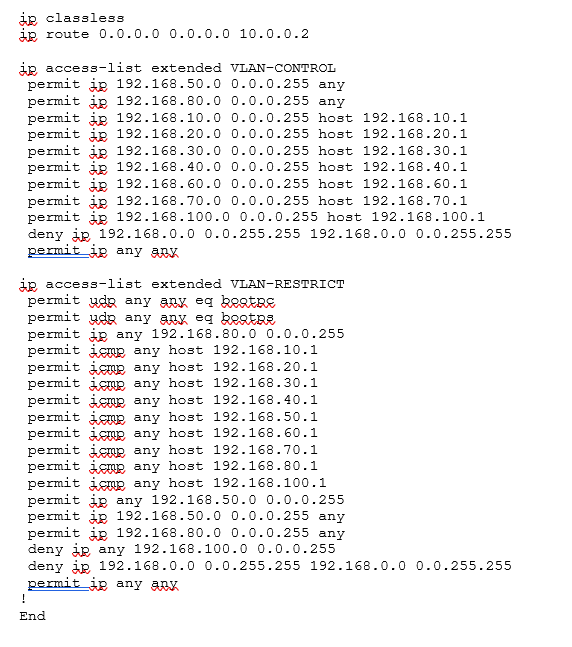 ip classless
ip route 0.0.0.0 0.0.0.0 10.0.0.2
ip access-list extended VLAN-CONTROL
permit ip 192.168.50.0 0.0.0.255 any
permit ip 192.168.80.0 0.0.0.255 any
permit ip 192.168.10.0 0.0.0.255 host 192.168.10.1
permit ip 192.168.20.0 0.0.0.255 host 192.168.20.1
permit ip 192.168.30.0 0.0.0.255 host 192.168.30.1
permit ip 192.168.40.0 0.0.0.255 host 192.168.40.1
permit ip 192.168.60.0 0.0.0.255 host 192.168.60.1
permit ip 192.168.70.0 0.0.0.255 host 192.168.70.1
permit ip 192.168.100.0 0.0.0.255 host 192.168.100.1
deny ip 192.168.0.0 0.0.255.255 192.168.0.0 0.0.255.255
permit ip any any
ip access-list extended VLAN-RESTRICT
permit udp any any eq bootpc
permit udp any any eq bootps
permit ip any 192.168.80.0 0.0.0.255
permit icmp any host 192.168.10.1
permit icmp any host 192.168.20.1
permit icmp any host 192.168.30.1
permit icmp any host 192.168.40.1
permit icmp any host 192.168.50.1
permit icmp any host 192.168.60.1
permit icmp any host 192.168.70.1
permit icmp any host 192.168.80.1
permit icmp any host 192.168.100.1
permit ip any 192.168.50.0 0.0.0.255
permit ip 192.168.50.0 0.0.0.255 any
permit ip 192.168.80.0 0.0.0.255 any
deny ip any 192.168.100.0 0.0.0.255
deny ip 192.168.0.0 0.0.255.255 192.168.0.0 0.0.255.255
permit ip any any
!
End